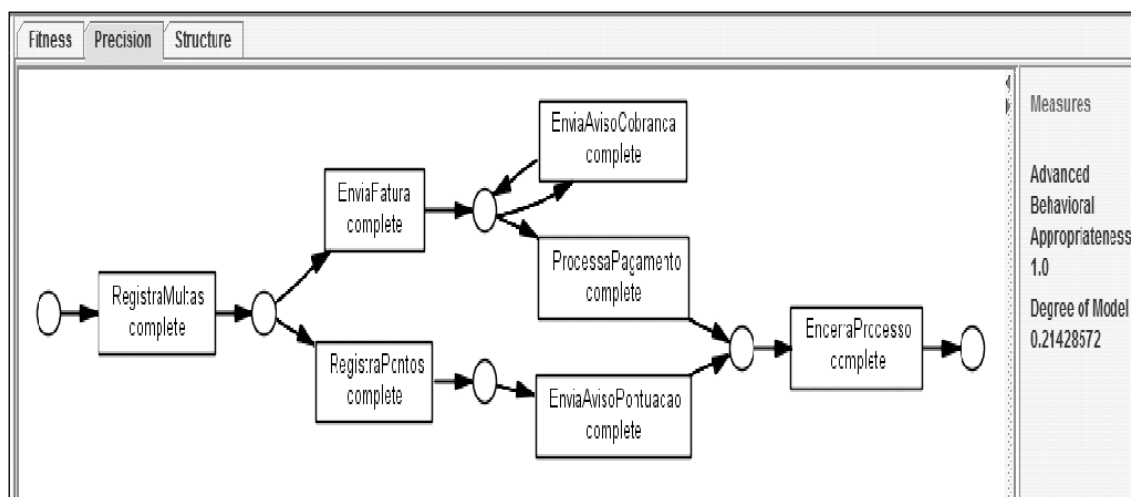 Fitness Precision Structure
EnviaAvisoCobranca
complete
EnviaFatura
complete
ProcessaPagamento
complete
RegistraMultas
complete
EncerraProcesso
complete
RegistraPontos
complete
EnviaAvisoPontuacao
complete
Measures
Advanced
Behavioral
Appropriateness
1.0
Degree of Model
0.21428572